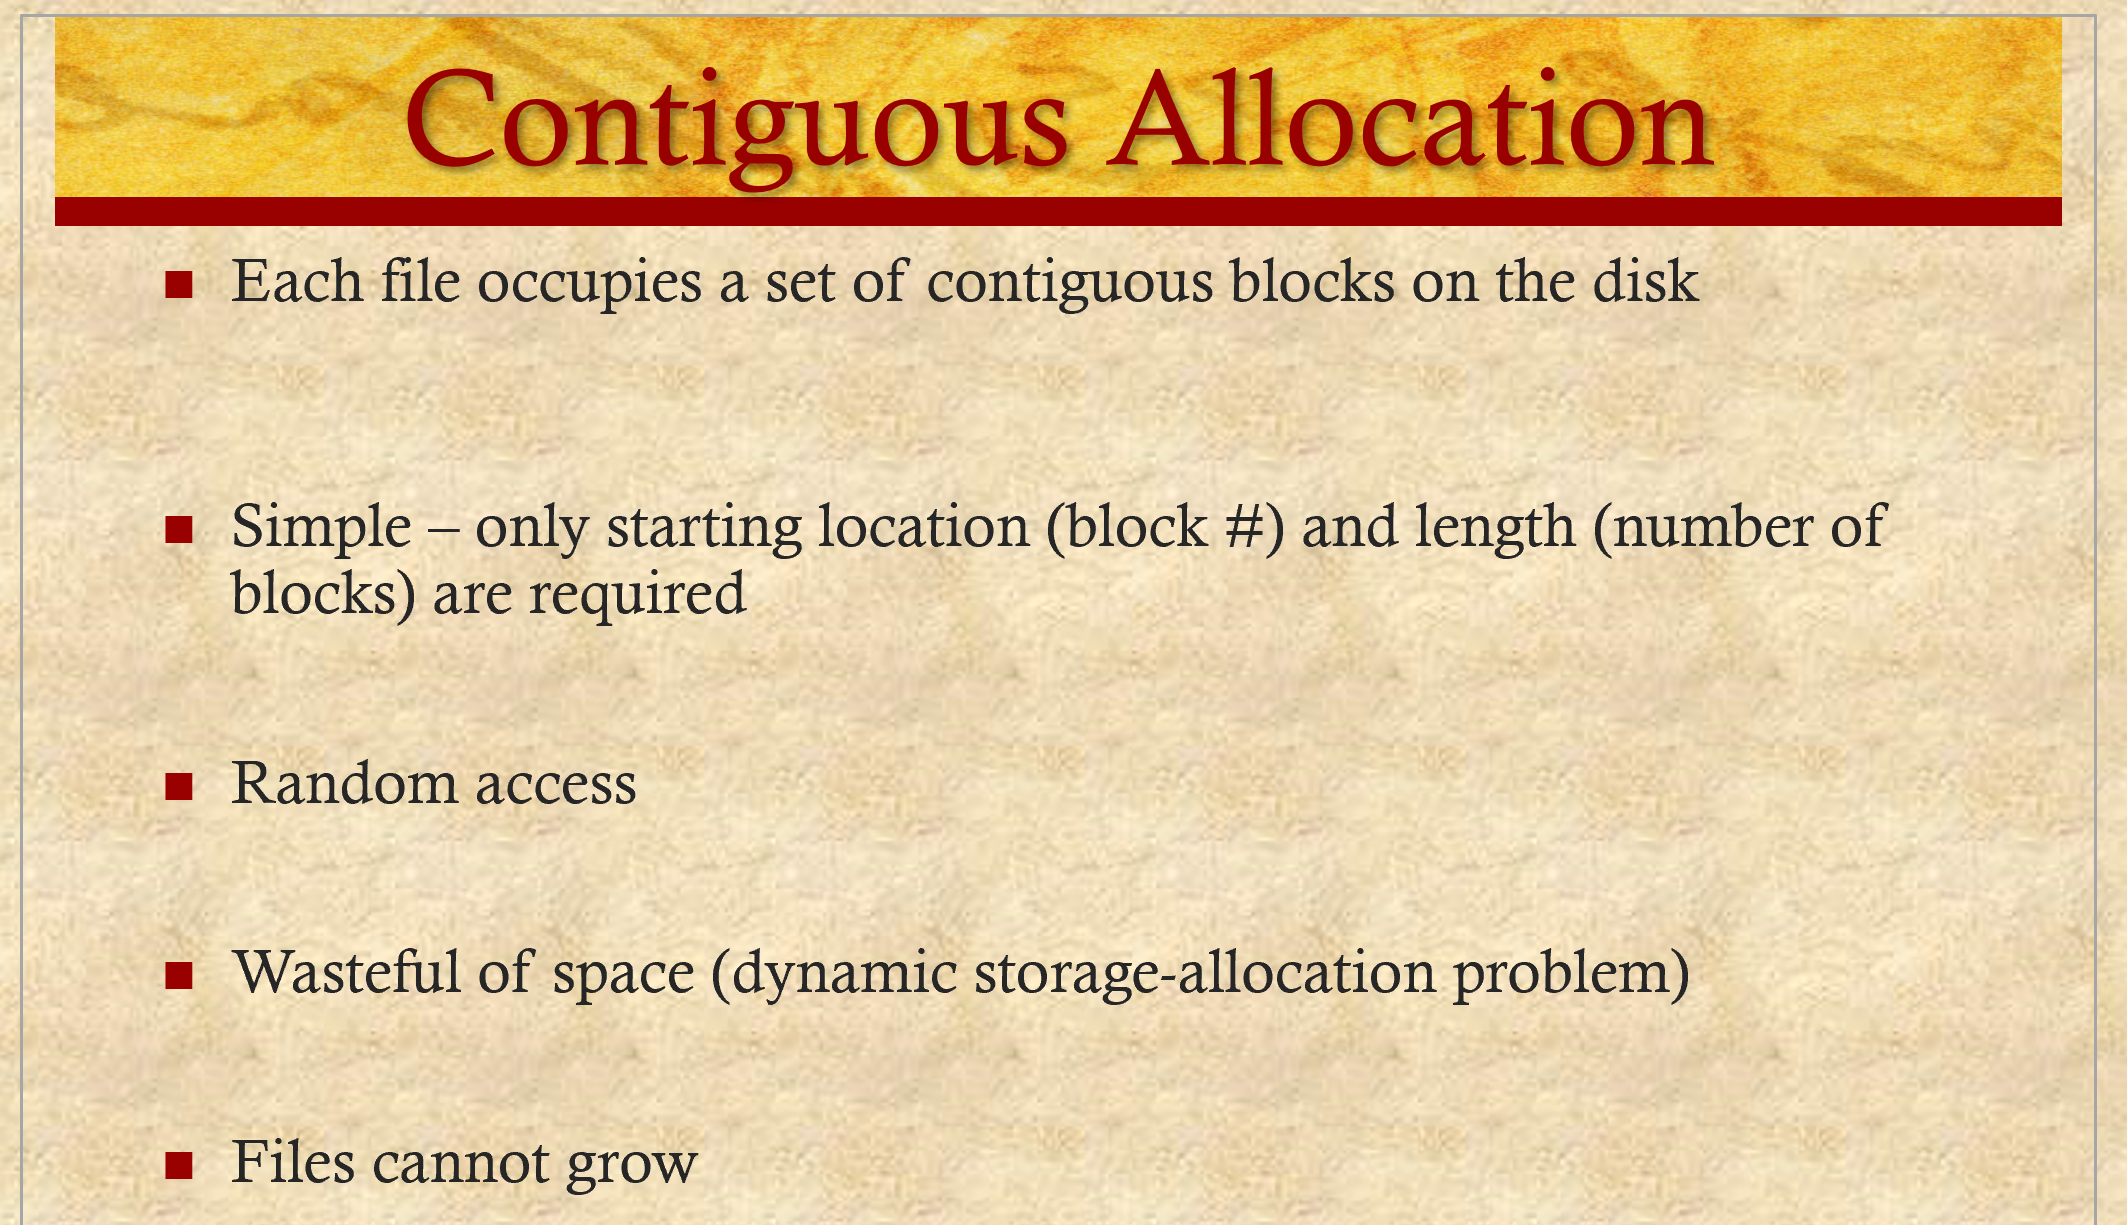 Contiguous Allocation
Each file occupies a set of contiguous blocks on the disk
Simple – only starting location (block #) and length (number of
blocks) are required
Random access
Wasteful of space (dynamic storage-allocation problem)
Files cannot grow